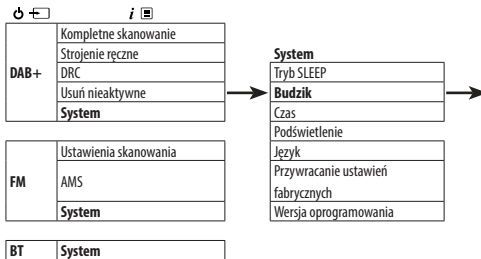 i
Kompletne skanowanie
Strojenie ręczne
DAB+
DRC
Usuń nieaktywne
System
Ustawienia skanowania
FM
AMS
System
BT
System
System
Tryb SLEEP
Budzik
Czas
Podświetlenie
Język
Przywracanie ustawień
fabrycznych
Wersja oprogramowania